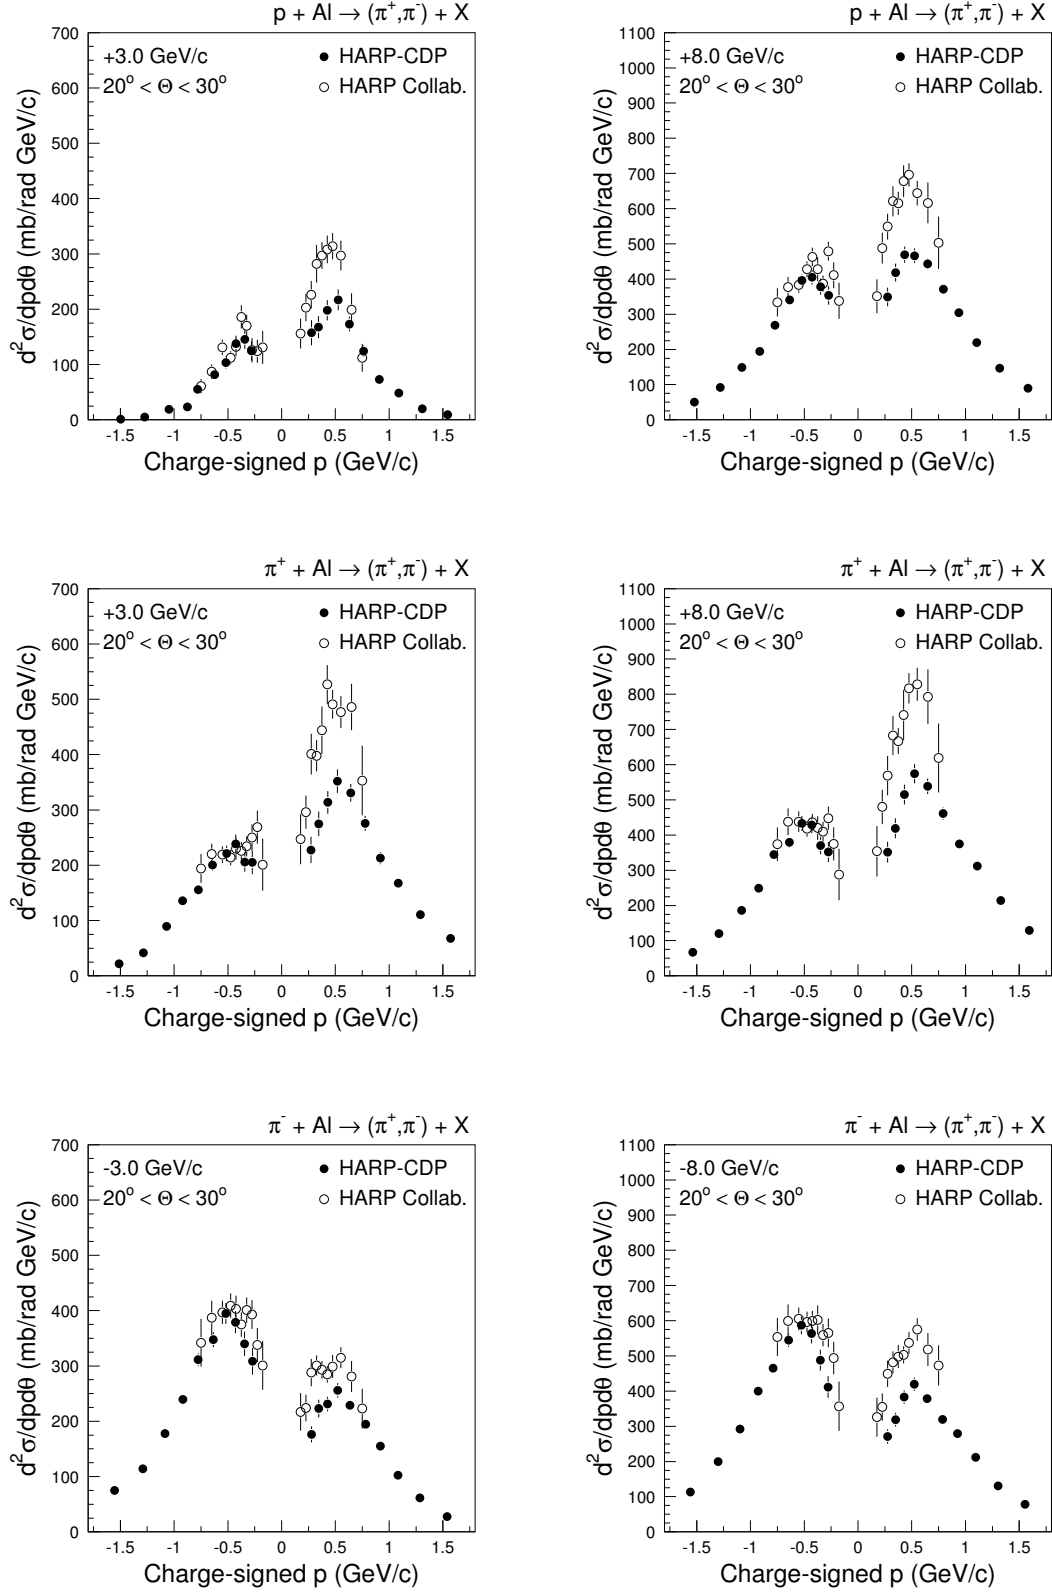 p + Al → (π⁺,π⁻) + X
+3.0 GeV/c
20° < Θ < 30°
HARP-CDP
HARP Collab.
d²σ/dpdθ (mb/rad GeV/c)
700
600
500
400
300
200
100
0
-1.5 -1 -0.5 0 0.5 1 1.5
Charge-signed p (GeV/c)
p + Al → (π⁺,π⁻) + X
+8.0 GeV/c
20° < Θ < 30°
HARP-CDP
HARP Collab.
d²σ/dpdθ (mb/rad GeV/c)
1100
1000
900
800
700
600
500
400
300
200
100
0
-1.5 -1 -0.5 0 0.5 1 1.5
Charge-signed p (GeV/c)
π⁺ + Al → (π⁺,π⁻) + X
+3.0 GeV/c
20° < Θ < 30°
HARP-CDP
HARP Collab.
d²σ/dpdθ (mb/rad GeV/c)
700
600
500
400
300
200
100
0
-1.5 -1 -0.5 0 0.5 1 1.5
Charge-signed p (GeV/c)
π⁺ + Al → (π⁺,π⁻) + X
+8.0 GeV/c
20° < Θ < 30°
HARP-CDP
HARP Collab.
d²σ/dpdθ (mb/rad GeV/c)
1100
1000
900
800
700
600
500
400
300
200
100
0
-1.5 -1 -0.5 0 0.5 1 1.5
Charge-signed p (GeV/c)
π⁻ + Al → (π⁺,π⁻) + X
-3.0 GeV/c
20° < Θ < 30°
HARP-CDP
HARP Collab.
d²σ/dpdθ (mb/rad GeV/c)
700
600
500
400
300
200
100
0
-1.5 -1 -0.5 0 0.5 1 1.5
Charge-signed p (GeV/c)
π⁻ + Al → (π⁺,π⁻) + X
-8.0 GeV/c
20° < Θ < 30°
HARP-CDP
HARP Collab.
d²σ/dpdθ (mb/rad GeV/c)
1100
1000
900
800
700
600
500
400
300
200
100
0
-1.5 -1 -0.5 0 0.5 1 1.5
Charge-signed p (GeV/c)